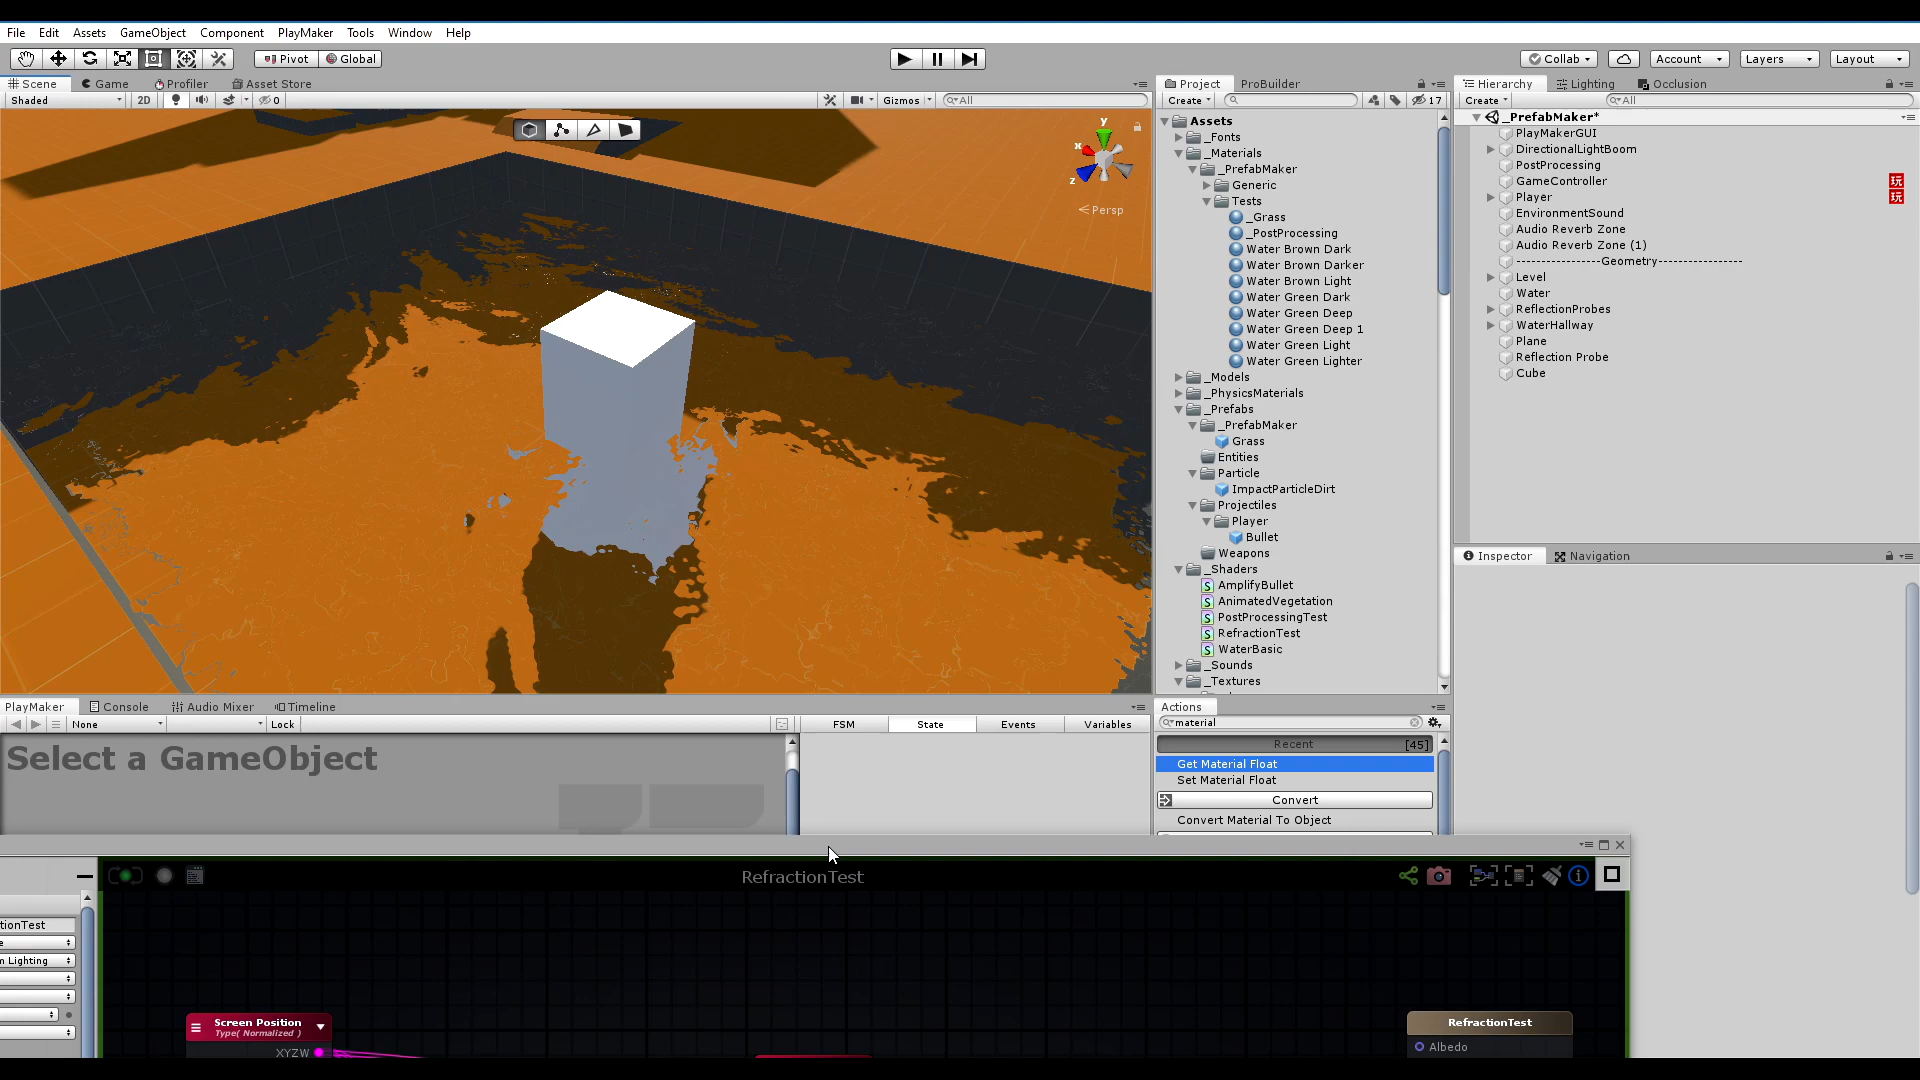 File Edit Assets GameObject Component PlayMaker Tools Window Help
Pivot Global
Collab Account Layers Layout
Scene Game Profiler Asset Store
Shaded 2D 0 Gizmos All
y
x
z
Persp
Project ProBuilder
Create 17
Assets
_Fonts
_Materials
_PrefabMaker
Generic
Tests
_Grass
_PostProcessing
Water Brown Dark
Water Brown Darker
Water Brown Light
Water Green Dark
Water Green Deep
Water Green Deep 1
Water Green Light
Water Green Lighter
_Models
_PhysicsMaterials
_Prefabs
_PrefabMaker
Grass
Entities
Particle
ImpactParticleDirt
Projectiles
Player
Bullet
Weapons
_Shaders
AmplifyBullet
AnimatedVegetation
PostProcessingTest
RefractionTest
WaterBasic
_Sounds
_Textures
Hierarchy Lighting Occlusion
Create All
_PrefabMaker*
PlayMakerGUI
DirectionalLightBoom
PostProcessing
GameController
玩
Player
玩
EnvironmentSound
Audio Reverb Zone
Audio Reverb Zone (1)
-----------------Geometry-----------------
Level
Water
ReflectionProbes
WaterHallway
Plane
Reflection Probe
Cube
Inspector Navigation
PlayMaker Console Audio Mixer Timeline
None Lock
FSM State Events Variables
Select a GameObject
Actions
material
Recent [45]
Get Material Float
Set Material Float
Convert
Convert Material To Object
RefractionTest
tionTest
e
n Lighting
Screen Position
Type( Normalized )
XYZW
RefractionTest
Albedo